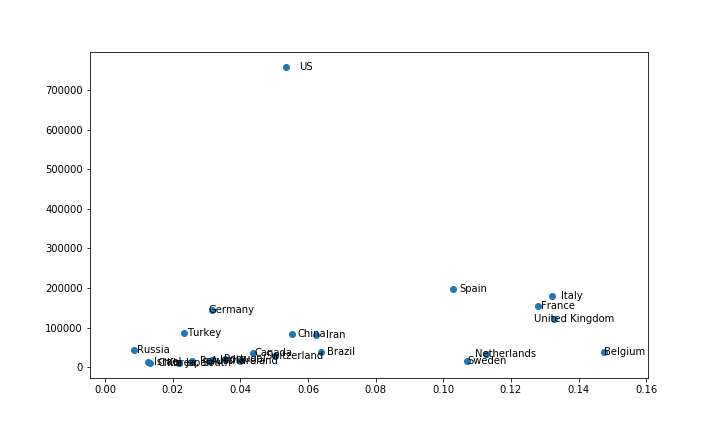 700000
US
600000
500000
400000
300000
200000
Spain
Italy
Germany
France
United Kingdom
100000
Turkey
China
Iran
Russia
Canada
Switzerland
Brazil
Netherlands
Belgium
Ireland
Sweden
0
0.00
0.02
0.04
0.06
0.08
0.10
0.12
0.14
0.16